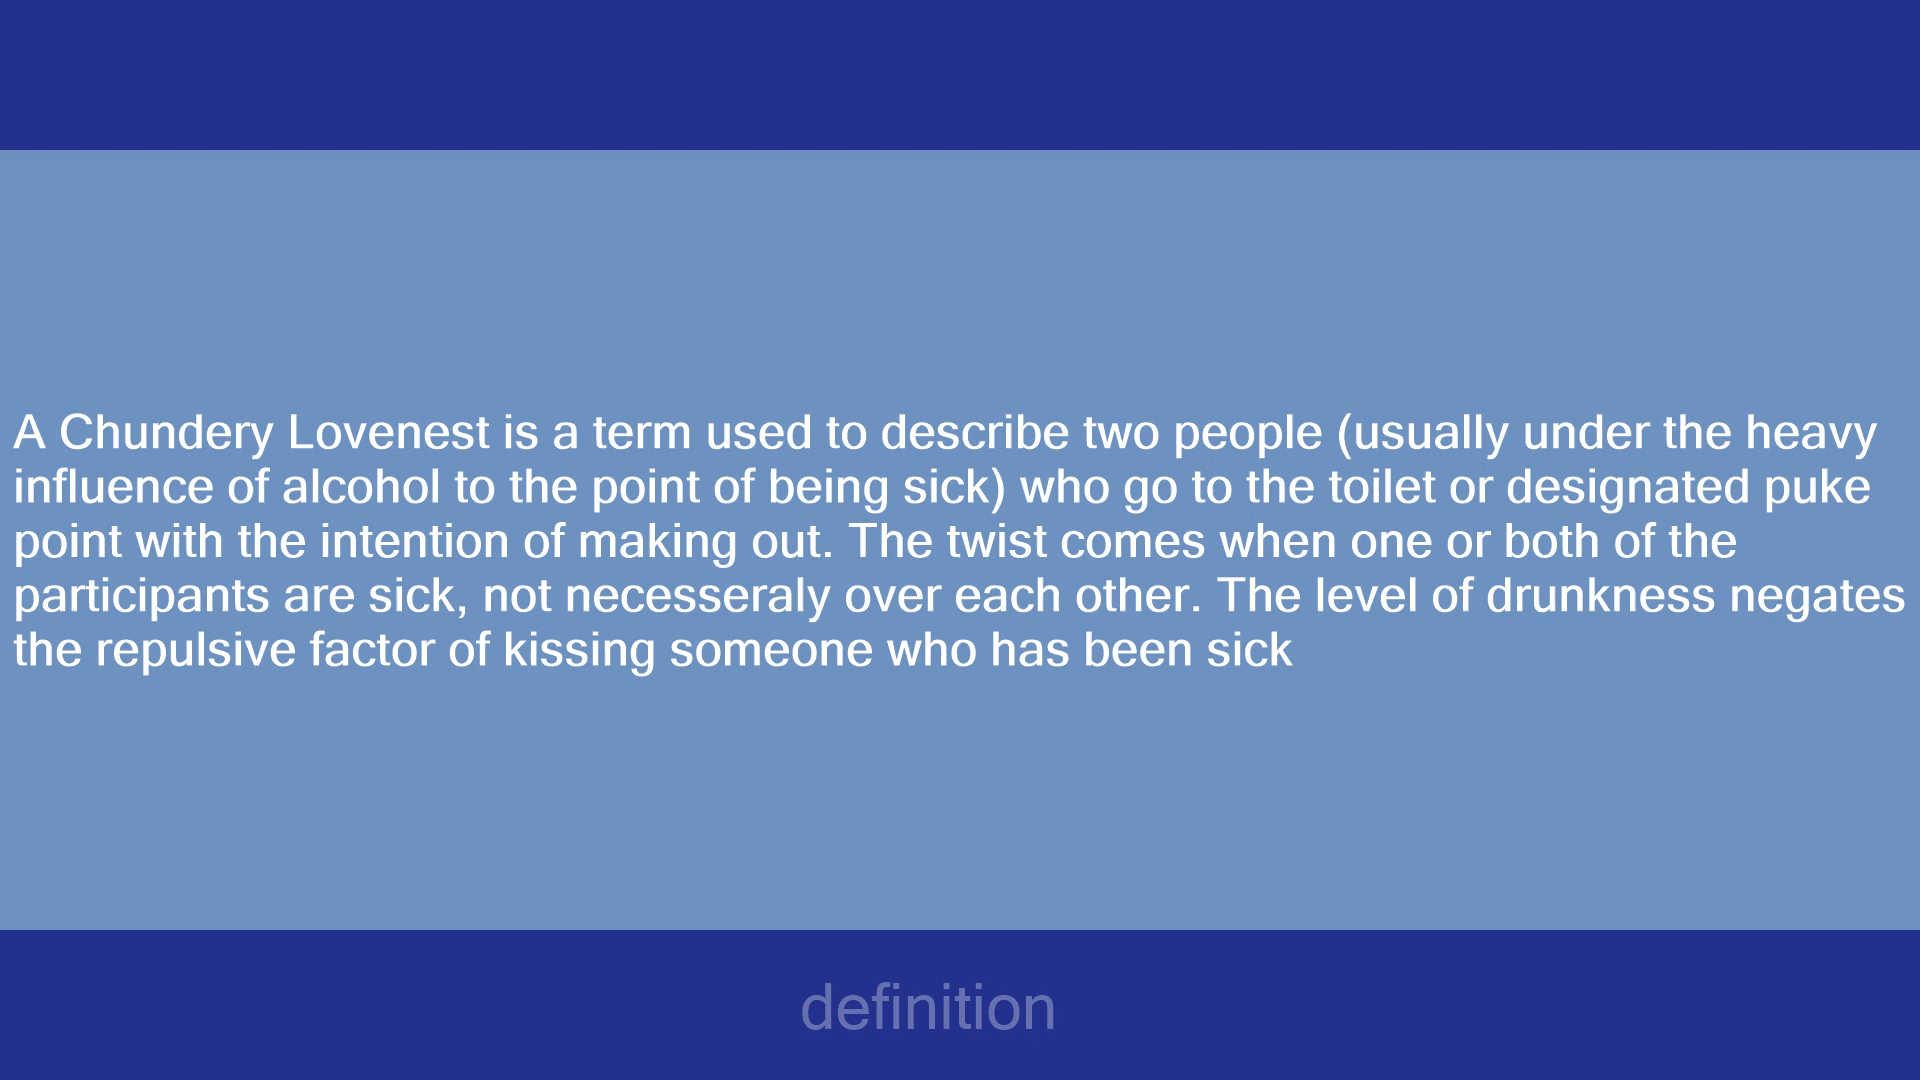 A Chundery Lovenest is a term used to describe two people (usually under the heavy
influence of alcohol to the point of being sick) who go to the toilet or designated puke
point with the intention of making out. The twist comes when one or both of the
participants are sick, not necesseraly over each other. The level of drunkness negates
the repulsive factor of kissing someone who has been sick
definition